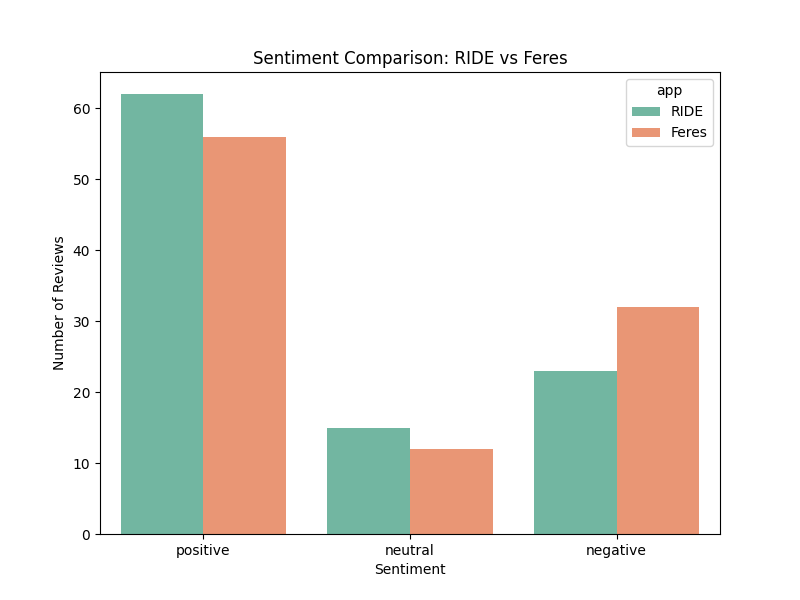 Sentiment Comparison: RIDE vs Feres
app
RIDE
Feres
Number of Reviews
60
50
40
30
20
10
0
positive
neutral
negative
Sentiment